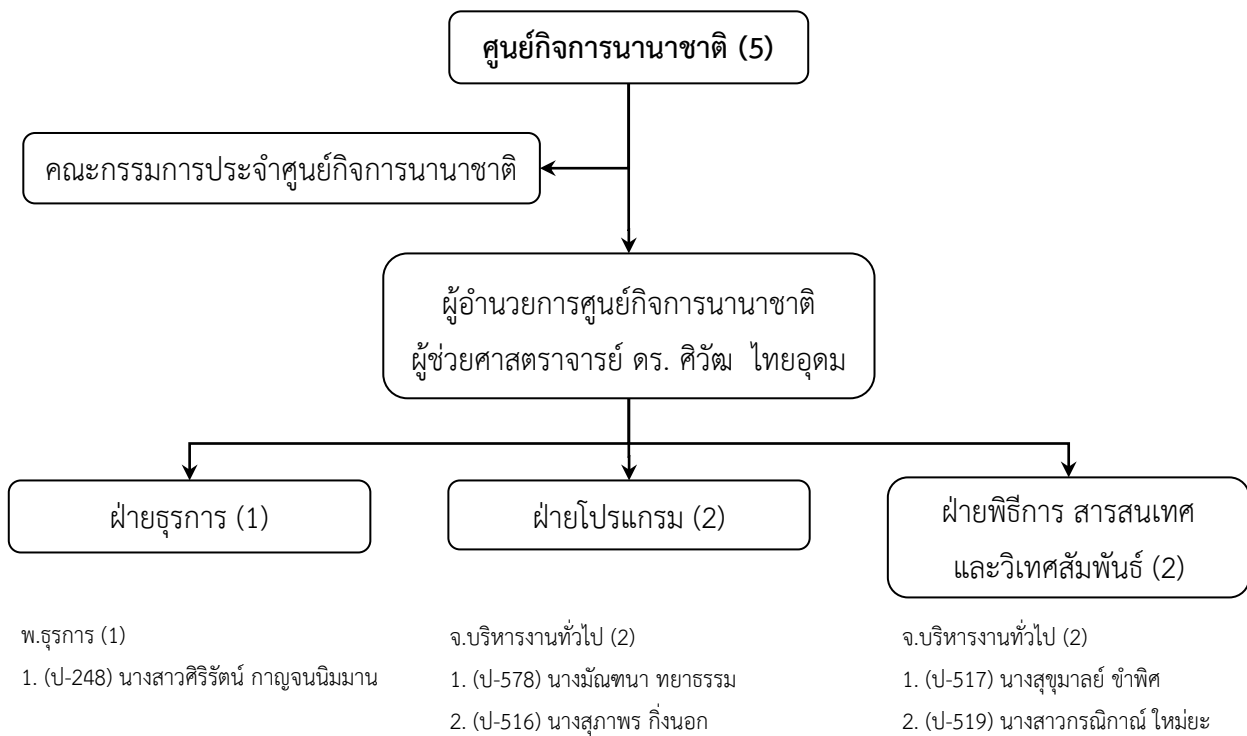 ศูนย์กิจการนานาชาติ (5)
คณะกรรมการประจำศูนย์กิจการนานาชาติ
ผู้อำนวยการศูนย์กิจการนานาชาติ
ผู้ช่วยศาสตราจารย์ ดร. ศิวัฒ ไทยอุดม
ฝ่ายธุรการ (1)
พ.ธุรการ (1)
1. (ป-248) นางสาวศิริรัตน์ กาญจนนิมมาน
ฝ่ายโปรแกรม (2)
จ.บริหารงานทั่วไป (2)
1. (ป-578) นางมัณฑนา ทยาธรรม
2. (ป-516) นางสุภาพร กิ่งนอก
ฝ่ายพิธีการ สารสนเทศ
และวิเทศสัมพันธ์ (2)
จ.บริหารงานทั่วไป (2)
1. (ป-517) นางสุขุมาลย์ ขำพิศ
2. (ป-519) นางสาวกรณิกาณ์ ใหม่ยะ